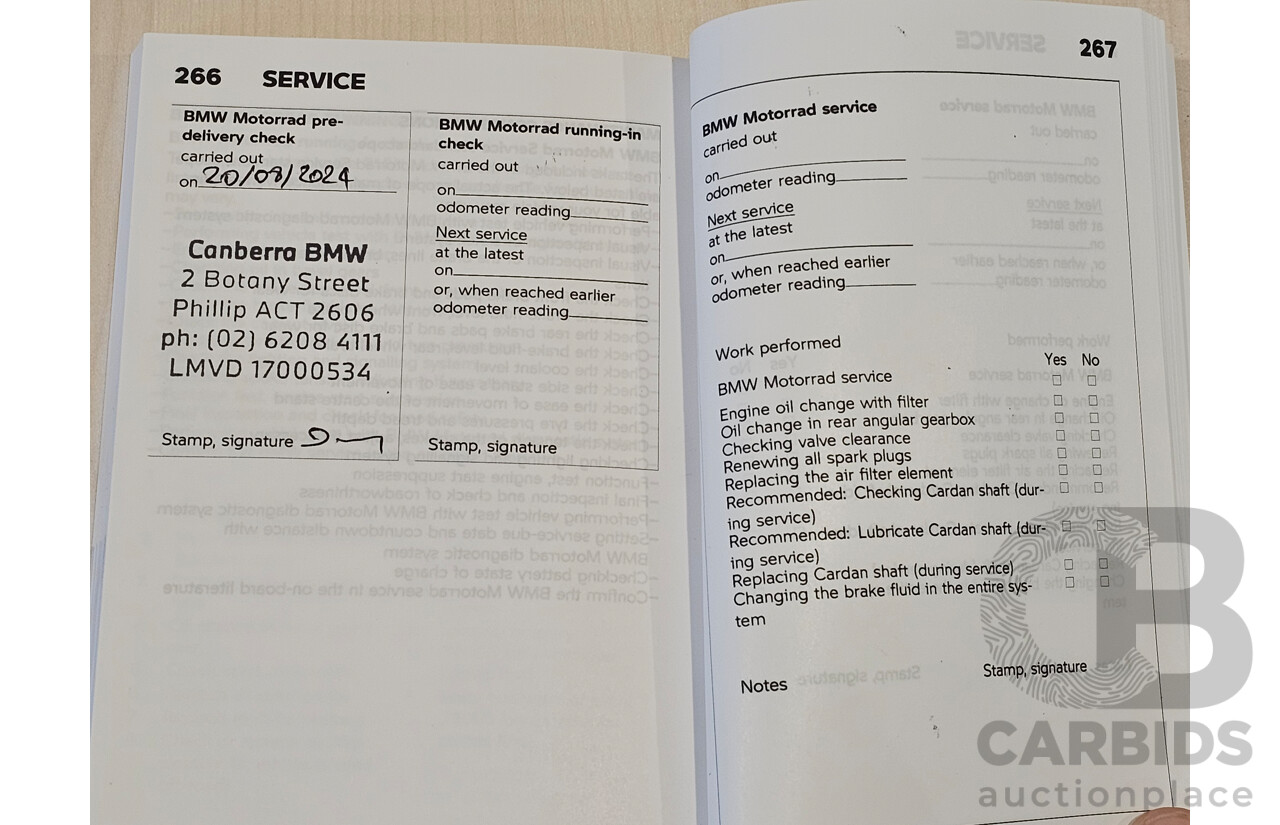 266 SERVICE
BMW Motorrad pre-
delivery check
carried out
on 20/08/2024
Canberra BMW
2 Botany Street
Phillip ACT 2606
ph: (02) 6208 4111
LMVD 17000534
Stamp, signature
BMW Motorrad running-in
check
carried out
on
odometer reading
Next service
at the latest
on
or, when reached earlier
odometer reading
Stamp, signature
267
BMW Motorrad service
carried out
on
odometer reading
Next service
at the latest
on
or, when reached earlier
odometer reading
Work performed
Yes No
BMW Motorrad service
Engine oil change with filter
Oil change in rear angular gearbox
Checking valve clearance
Renewing all spark plugs
Replacing the air filter element
Recommended: Checking Cardan shaft (dur-
ing service)
Recommended: Lubricate Cardan shaft (dur-
ing service)
Replacing Cardan shaft (during service)
Changing the brake fluid in the entire sys-
tem
Notes
Stamp, signature
CB
CARBIDS
auctionplace